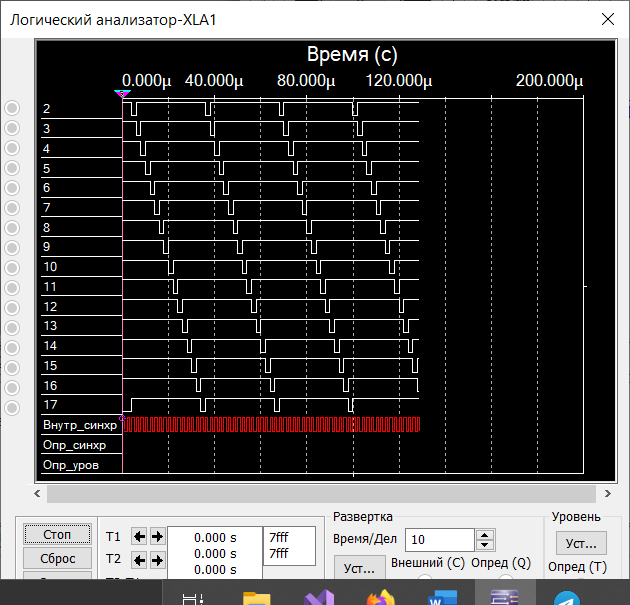 Логический анализатор-XLA1
Время (с)
0.000μ 40.000μ 80.000μ 120.000μ 200.000μ
2
3
4
5
6
7
8
9
10
11
12
13
14
15
16
17
Внутр_синхр
Опр_синхр
Опр_уров
Стоп
Сброс
T1
T2
0.000 s
0.000 s
0.000 s
7fff
7fff
Развертка
Время/Дел 10
Уст...
Внешний (C) Опред (Q)
Уровень
Уст...
Опред (T)